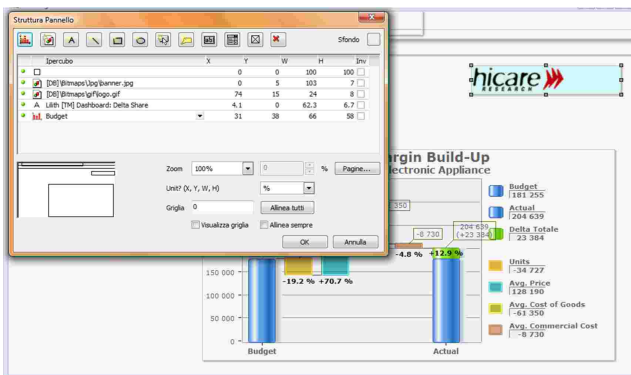 Struttura Pannello
Sfondo
Ipercubo X Y W H Inv
0 0 100 100
[DB]\Bitmaps\Jpg\banner.jpg 0 5 103 7
[DB]\Bitmaps\gif\logo.gif 74 15 24 8
A Lilith [TM] Dashboard: Delta Share 4.1 0 62.3 6.7
Budget 31 38 66 58
Zoom 100% 0 % Pagine...
Unit? (X, Y, W, H) %
Griglia 0 Allinea tutti
Visualizza griglia Allinea sempre
OK Annulla
hicare
RESEARCH
rgin Build-Up
lectronic Appliance
350
-8 730
204 639
(+23 384)
-4.8 % +12.9 %
-19.2 % +70.7 %
150 000
100 000
50 000
0
Budget Actual
Budget
181 255
Actual
204 639
Delta Totale
23 384
Units
-34 727
Avg. Price
128 190
Avg. Cost of Goods
-61 350
Avg. Commercial Cost
-8 730